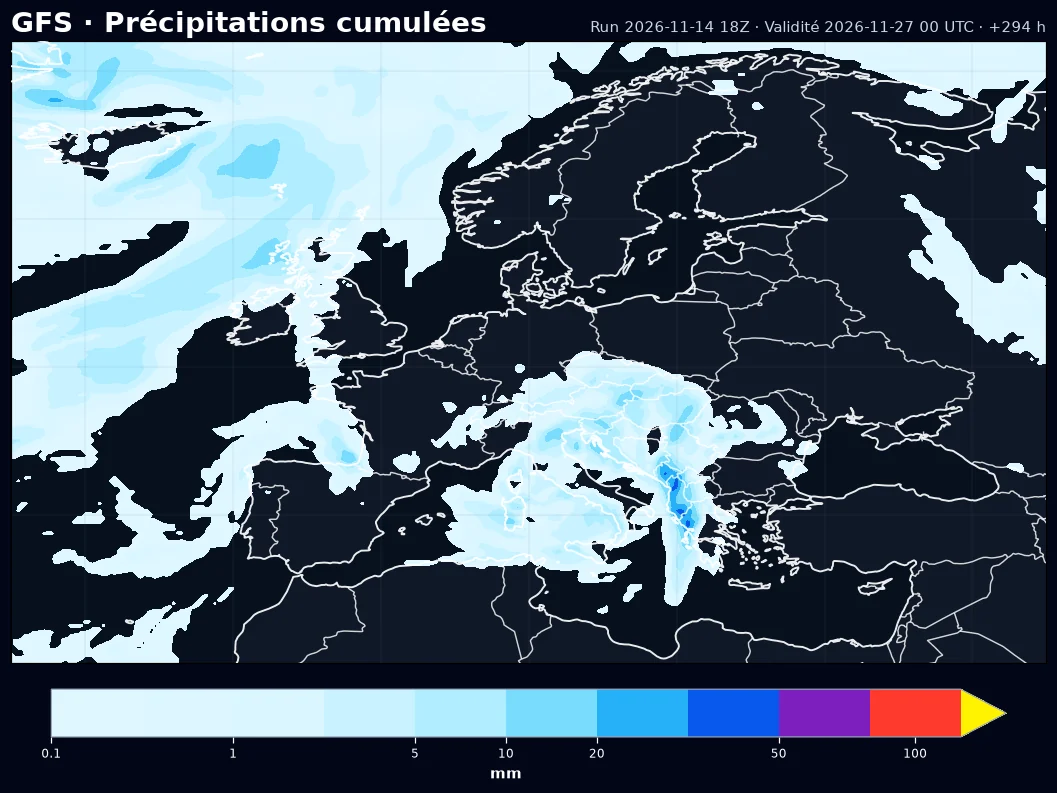 GFS · Précipitations cumulées
Run 2026-11-14 18Z · Validité 2026-11-27 00 UTC · +294 h
0.1 1 5 10 20 50 100
mm